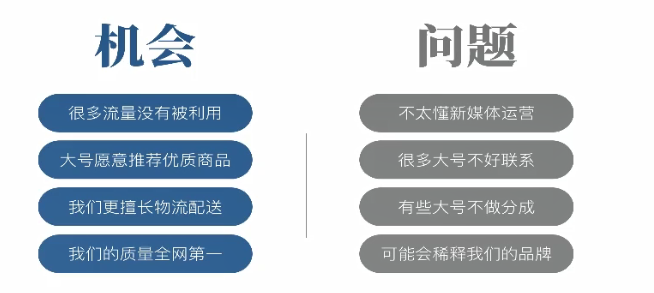 机会
很多流量没有被利用
大号愿意推荐优质商品
我们更擅长物流配送
我们的质量全网第一
问题
不太懂新媒体运营
很多大号不好联系
有些大号不做分成
可能会稀释我们的品牌